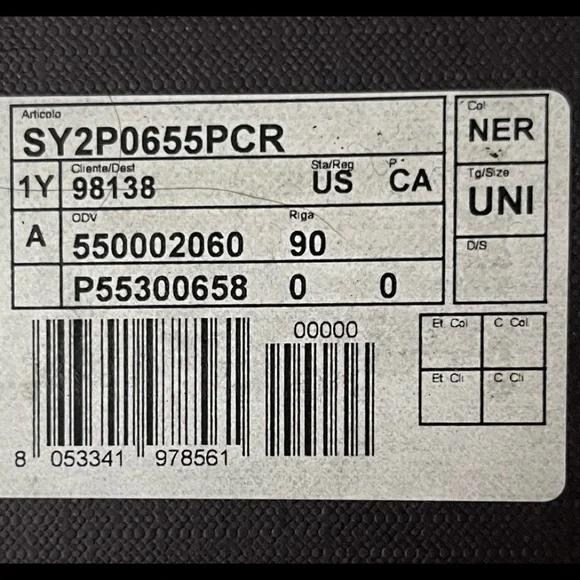 Articolo
SY2P0655PCR
Col
NER
1Y
Cliente/Dest
98138
Sta/Reg
US
P
CA
Tg/Size
UNI
A
ODV
550002060
Riga
90
D/S
P55300658 0 0
00000
Et Col
C Col
Et Cli
C Cli
8 053341 978561